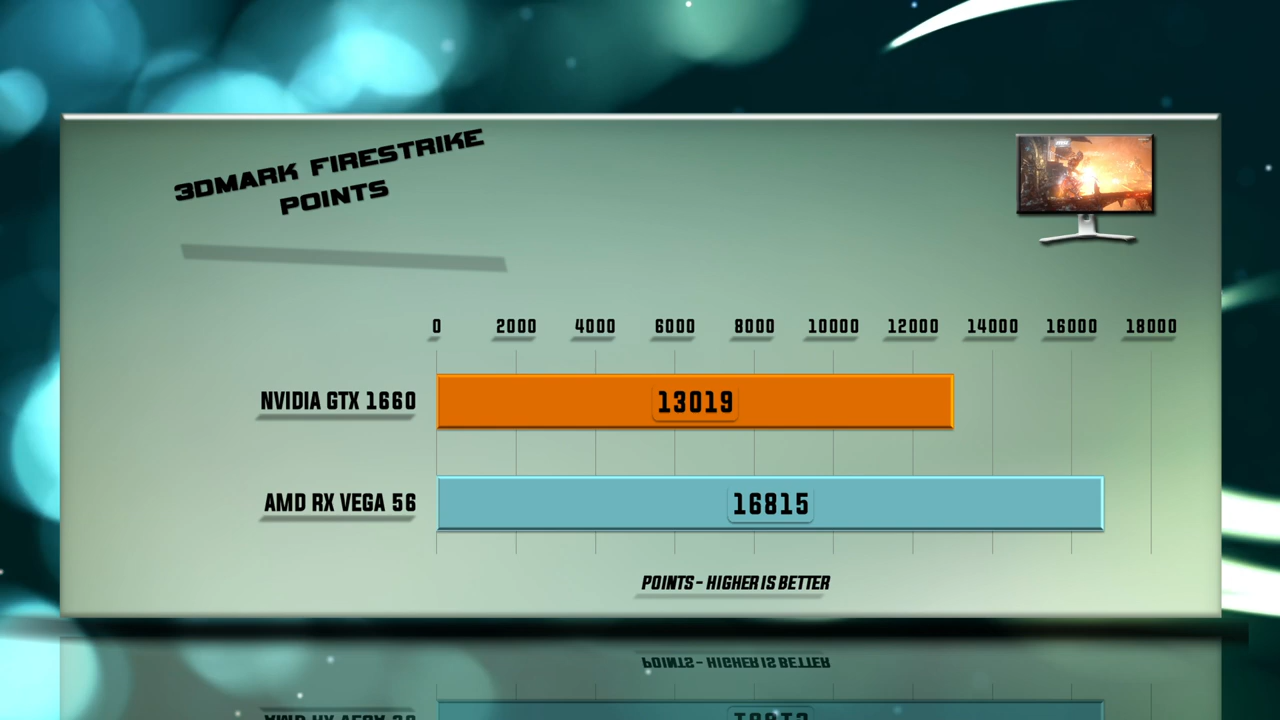 3DMARK FIRESTRIKE
POINTS
0 2000 4000 6000 8000 10000 12000 14000 16000 18000
NVIDIA GTX 1660 13019
AMD RX VEGA 56 16815
POINTS - HIGHER IS BETTER